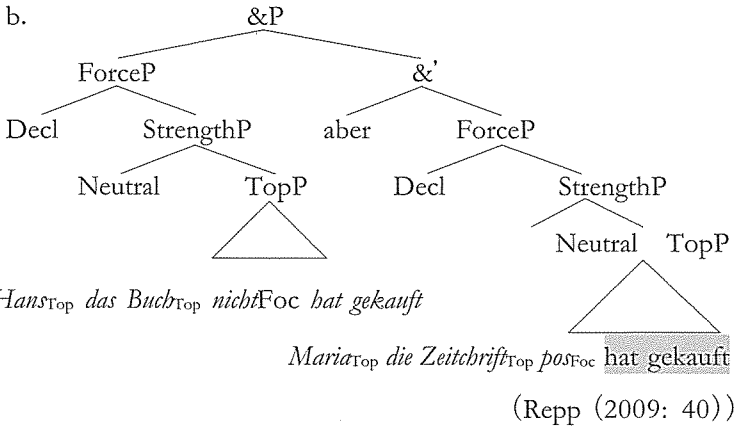 b.
&P
ForceP &'
Decl StrengthP aber ForceP
Neutral TopP Decl StrengthP
Neutral TopP
HansTop das BuchTop nichtFoc hat gekauft
MariaTop die ZeitchriftTop posFoc hat gekauft
(Repp (2009: 40))